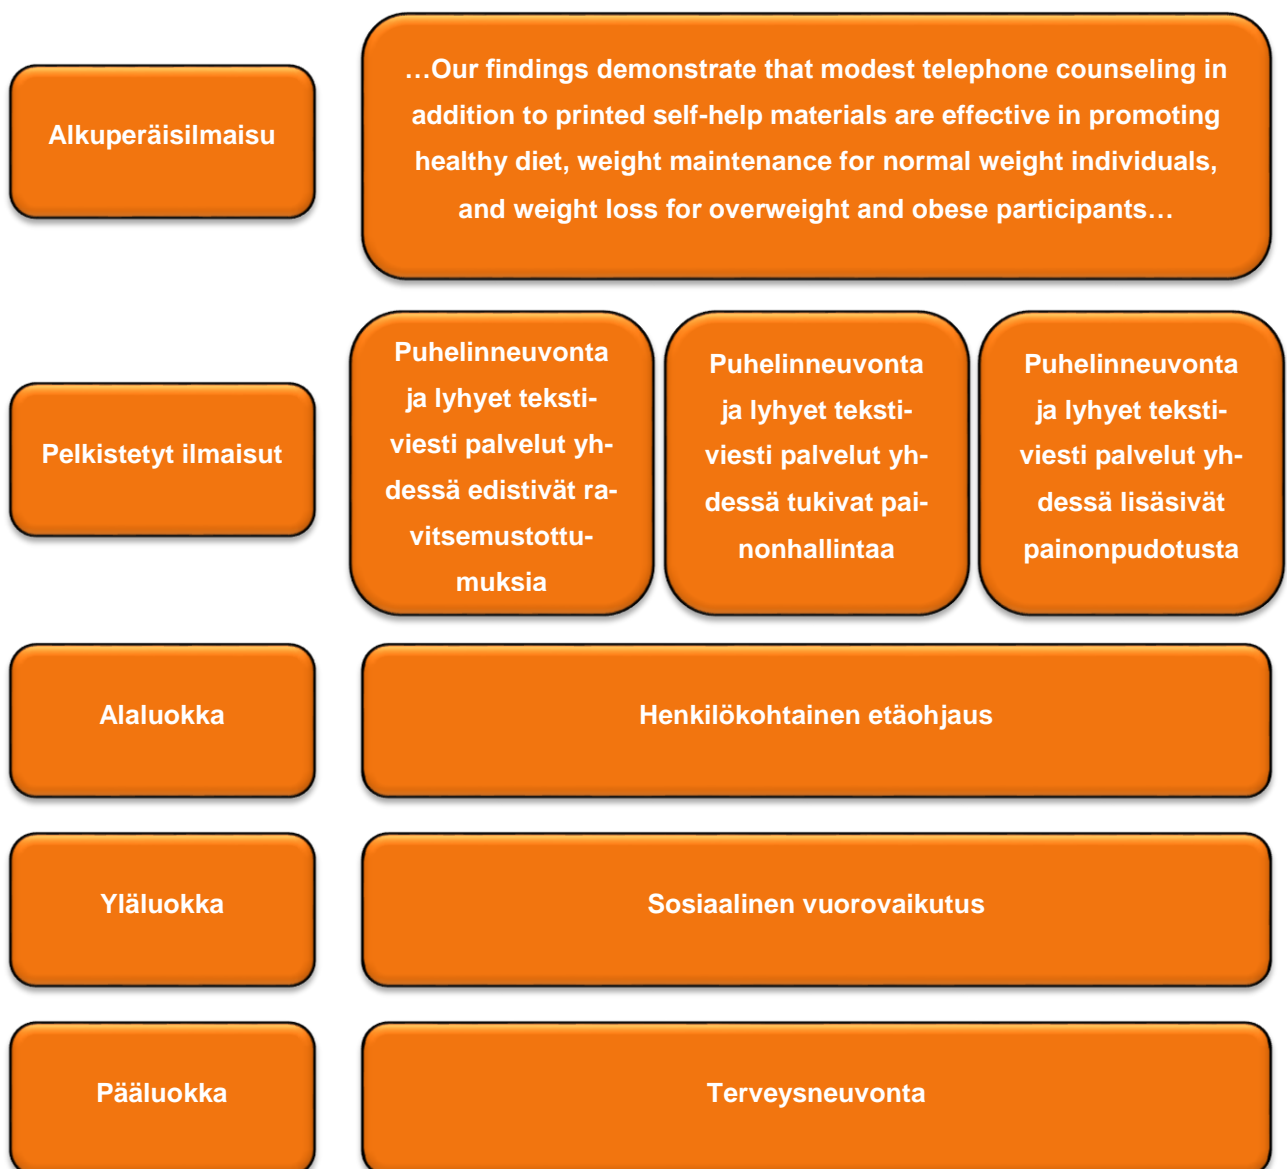 Alkuperäisilmaisu
…Our findings demonstrate that modest telephone counseling in
addition to printed self-help materials are effective in promoting
healthy diet, weight maintenance for normal weight individuals,
and weight loss for overweight and obese participants…
Pelkistetyt ilmaisut
Puhelinneuvonta
ja lyhyet teksti-
viesti palvelut yh-
dessä edistivät ra-
vitsemustottu-
muksia
Puhelinneuvonta
ja lyhyet teksti-
viesti palvelut yh-
dessä tukivat pai-
nonhallintaa
Puhelinneuvonta
ja lyhyet teksti-
viesti palvelut yh-
dessä lisäsivät
painonpudotusta
Alaluokka
Henkilökohtainen etäohjaus
Yläluokka
Sosiaalinen vuorovaikutus
Pääluokka
Terveysneuvonta